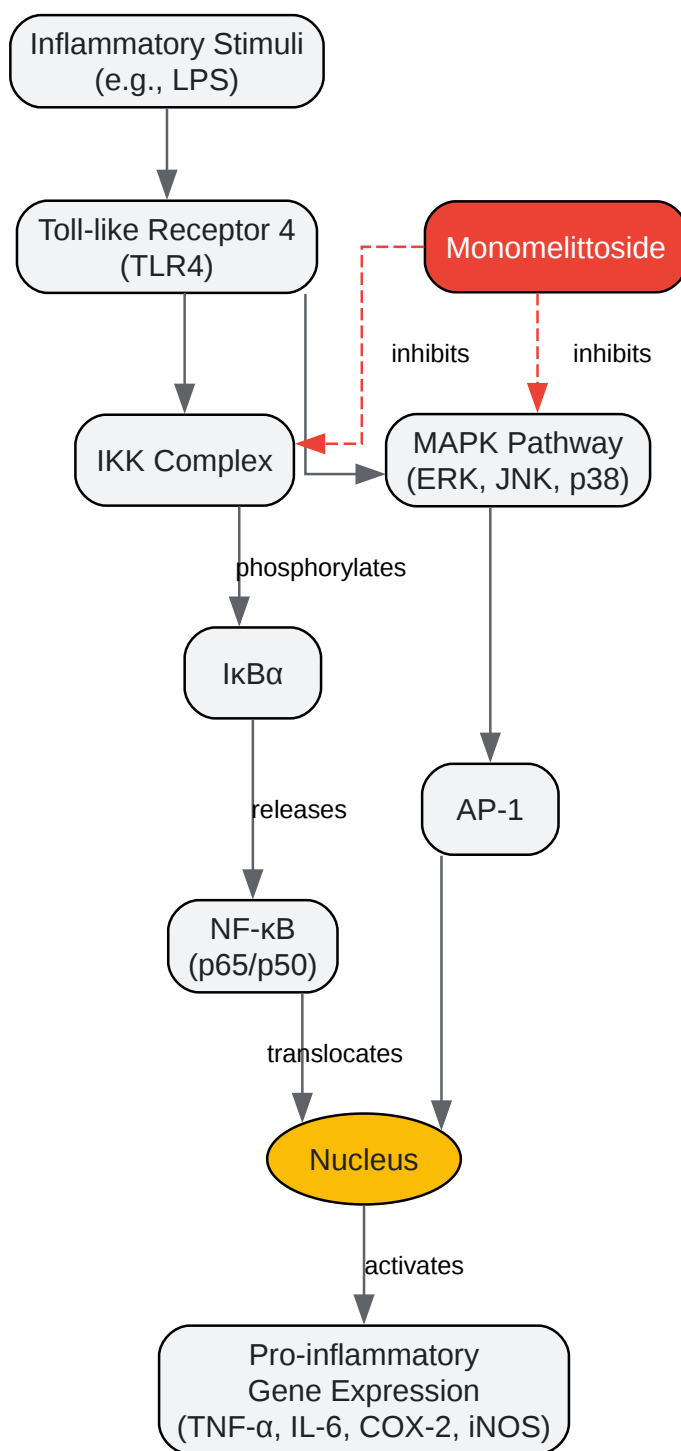 Inflammatory Stimuli
(e.g., LPS)
Toll-like Receptor 4
(TLR4)
Monomelittoside
inhibits
inhibits
IKK Complex
MAPK Pathway
(ERK, JNK, p38)
phosphorylates
IκBα
releases
AP-1
NF-κB
(p65/p50)
translocates
Nucleus
activates
Pro-inflammatory
Gene Expression
(TNF-α, IL-6, COX-2, iNOS)